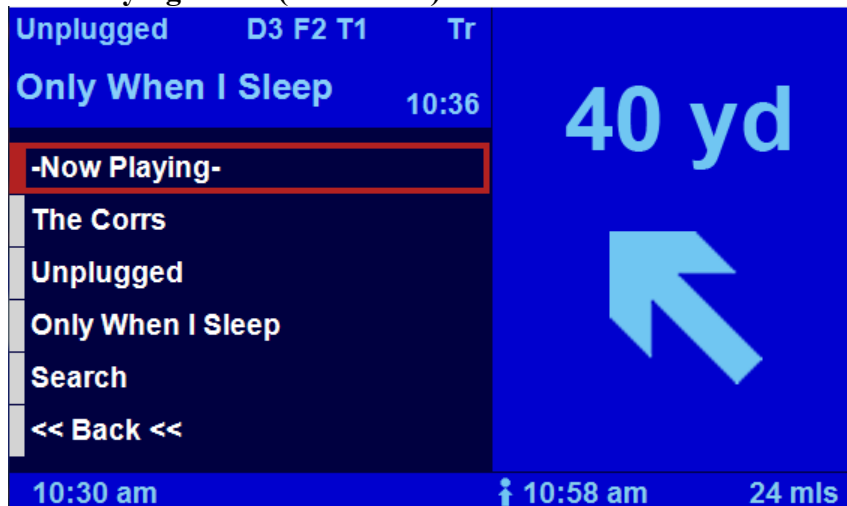 Unplugged D3 F2 T1 Tr
Only When I Sleep 10:36
40 yd
-Now Playing-
The Corrs
Unplugged
Only When I Sleep
Search
<< Back <<
10:30 am 10:58 am 24 mls